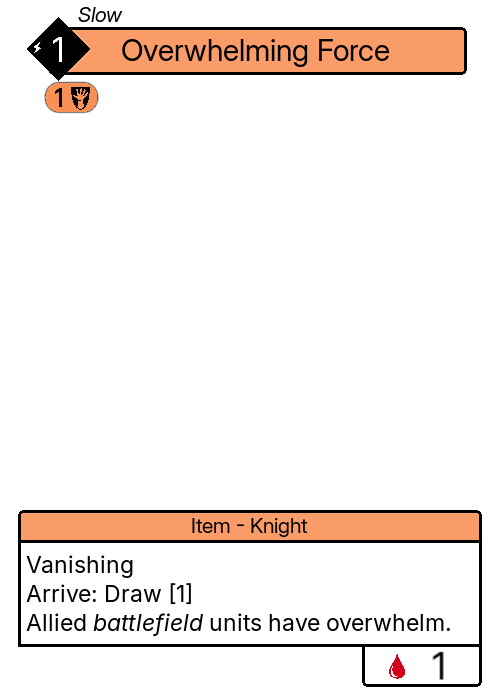 Slow
1 Overwhelming Force
1
Item - Knight
Vanishing
Arrive: Draw [1]
Allied battlefield units have overwhelm.
1